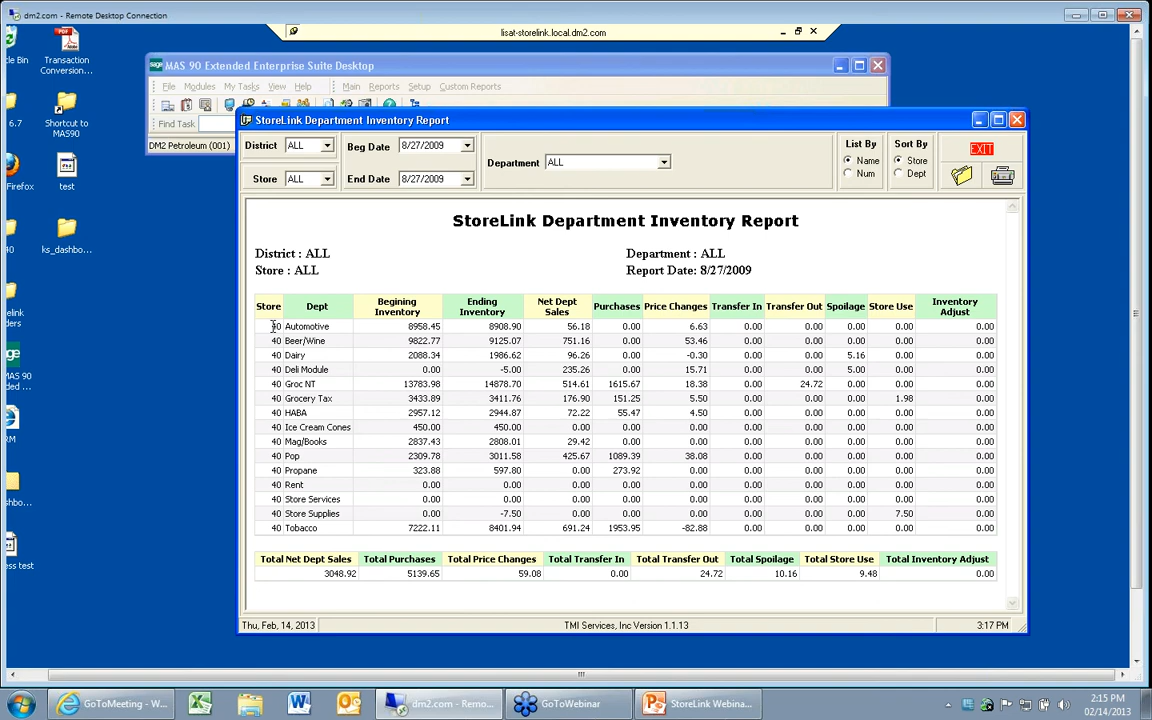 dm2.com - Remote Desktop Connection
lisat-storelink.local.dm2.com
cle Bin
Transaction
Conversion...
6.7
Shortcut to
MAS90
Firefox
test
40
ks_dashbo...
elink
ders
MAS 90
ded ...
RM
shbo...
ess test
MAS 90 Extended Enterprise Suite Desktop
File Modules My Tasks View Help Main Reports Setup Custom Reports
Find Task
DM2 Petroleum (001)
StoreLink Department Inventory Report
District ALL Beg Date 8/27/2009 Department ALL List By Sort By EXIT
Name Store
Store ALL End Date 8/27/2009 Num Dept
StoreLink Department Inventory Report
District : ALL Department : ALL
Store : ALL Report Date: 8/27/2009
Store Dept Begining Inventory Ending Inventory Net Dept Sales Purchases Price Changes Transfer In Transfer Out Spoilage Store Use Inventory Adjust
40 Automotive 8958.45 8908.90 56.18 0.00 6.63 0.00 0.00 0.00 0.00 0.00
40 Beer/Wine 9822.77 9125.07 751.16 0.00 53.46 0.00 0.00 0.00 0.00 0.00
40 Dairy 2088.34 1986.62 96.26 0.00 -0.30 0.00 0.00 5.16 0.00 0.00
40 Deli Module 0.00 -5.00 235.26 0.00 15.71 0.00 0.00 5.00 0.00 0.00
40 Groc NT 13783.98 14878.70 514.61 1615.67 18.38 0.00 24.72 0.00 0.00 0.00
40 Grocery Tax 3433.89 3411.76 176.90 151.25 5.50 0.00 0.00 0.00 1.98 0.00
40 HABA 2957.12 2944.87 72.22 55.47 4.50 0.00 0.00 0.00 0.00 0.00
40 Ice Cream Cones 450.00 450.00 0.00 0.00 0.00 0.00 0.00 0.00 0.00 0.00
40 Mag/Books 2837.43 2808.01 29.42 0.00 0.00 0.00 0.00 0.00 0.00 0.00
40 Pop 2309.78 3011.58 425.67 1089.39 38.08 0.00 0.00 0.00 0.00 0.00
40 Propane 323.88 597.80 0.00 273.92 0.00 0.00 0.00 0.00 0.00 0.00
40 Rent 0.00 0.00 0.00 0.00 0.00 0.00 0.00 0.00 0.00 0.00
40 Store Services 0.00 0.00 0.00 0.00 0.00 0.00 0.00 0.00 0.00 0.00
40 Store Supplies 0.00 -7.50 0.00 0.00 0.00 0.00 0.00 0.00 7.50 0.00
40 Tobacco 7222.11 8401.94 691.24 1953.95 -82.88 0.00 0.00 0.00 0.00 0.00
Total Net Dept Sales Total Purchases Total Price Changes Total Transfer In Total Transfer Out Total Spoilage Total Store Use Total Inventory Adjust
3048.92 5139.65 59.08 0.00 24.72 10.16 9.48 0.00
Thu, Feb, 14, 2013 TMI Services, Inc Version 1.1.13 3:17 PM
GoToMeeting - W... dm2.com - Remo... GoToWebinar StoreLink Webina...
2:15 PM
02/14/2013